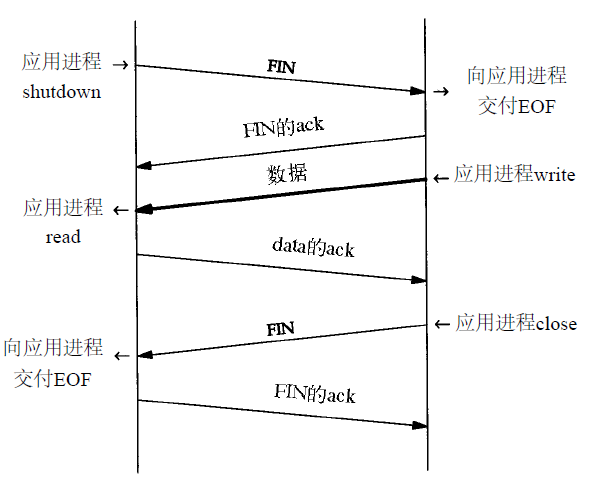 应用进程 →
shutdown
FIN
→ 向应用进程
交付EOF
FIN的ack
数据
← 应用进程write
应用进程 ←
read
data的ack
FIN
← 应用进程close
向应用进程 ←
交付EOF
FIN的ack